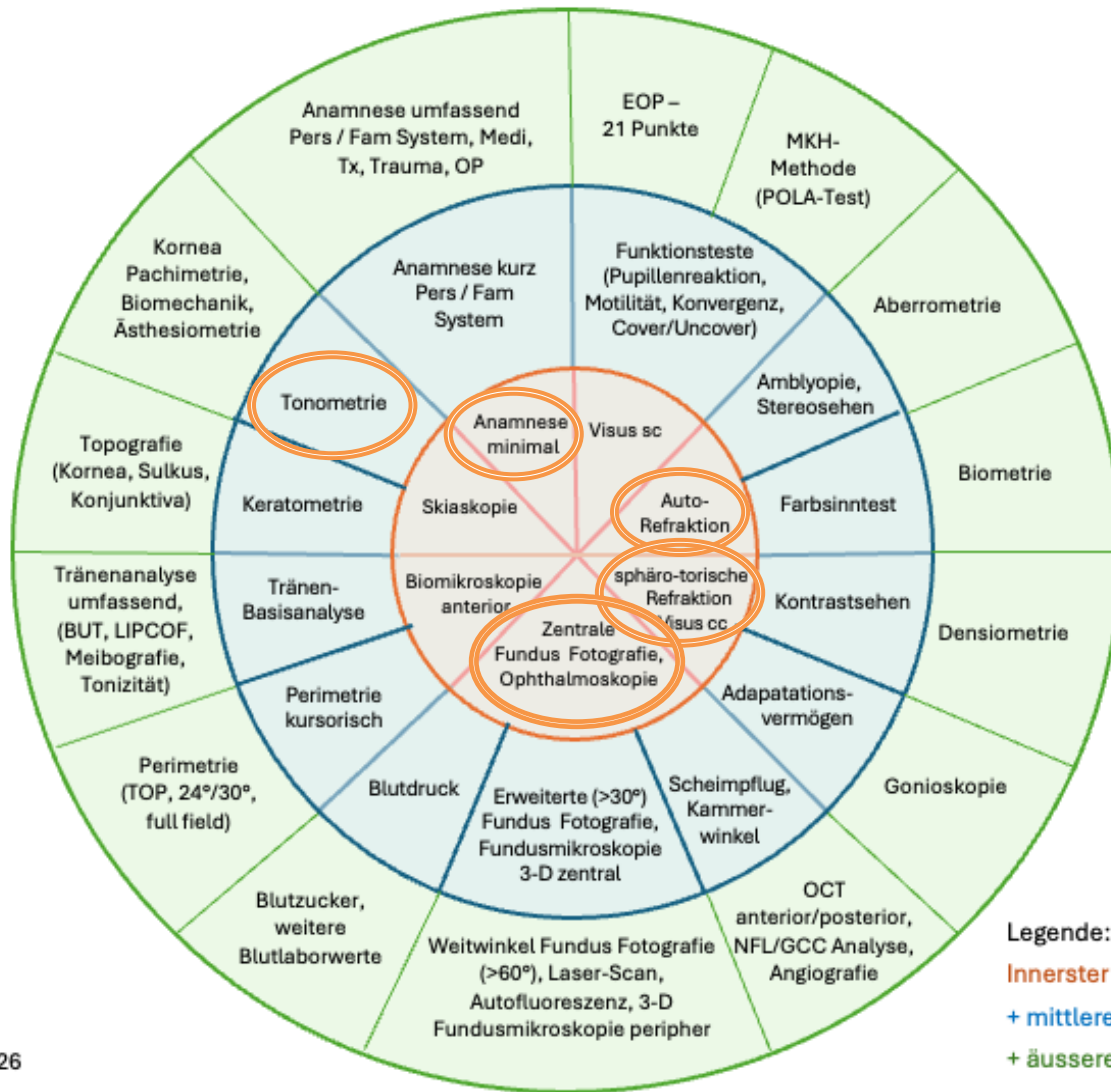 Anamnese umfassend
Pers / Fam System, Medi,
Tx, Trauma, OP
EOP –
21 Punkte
MKH-
Methode
(POLA-Test)
Aberrometrie
Biometrie
Densiometrie
Gonioskopie
OCT
anterior/posterior,
NFL/GCC Analyse,
Angiografie
Weitwinkel Fundus Fotografie
(>60°), Laser-Scan,
Autofluoreszenz, 3-D
Fundusmikroskopie peripher
Blutzucker,
weitere
Blutlaborwerte
Perimetrie
(TOP, 24°/30°,
full field)
Tränenanalyse
umfassend,
(BUT, LIPCOF,
Meibografie,
Tonizität)
Topografie
(Kornea, Sulkus,
Konjunktiva)
Kornea
Pachimetrie,
Biomechanik,
Ästhesiometrie
Anamnese kurz
Pers / Fam
System
Funktionsteste
(Pupillenreaktion,
Motilität, Konvergenz,
Cover/Uncover)
Amblyopie,
Stereosehen
Farbsinntest
Kontrastsehen
Adapatations-
vermögen
Scheimpflug,
Kammer-
winkel
Erweiterte (>30°)
Fundus Fotografie,
Fundusmikroskopie
3-D zentral
Blutdruck
Perimetrie
kursorisch
Tränen-
Basisanalyse
Keratometrie
Tonometrie
Anamnese
minimal
Visus sc
Auto-
Refraktion
sphäro-torische
Refraktion
Visus cc
Zentrale
Fundus Fotografie,
Ophthalmoskopie
Biomikroskopie
anterior
Skiaskopie
Legende:
Innerster
+ mittlere
+ äussere
26